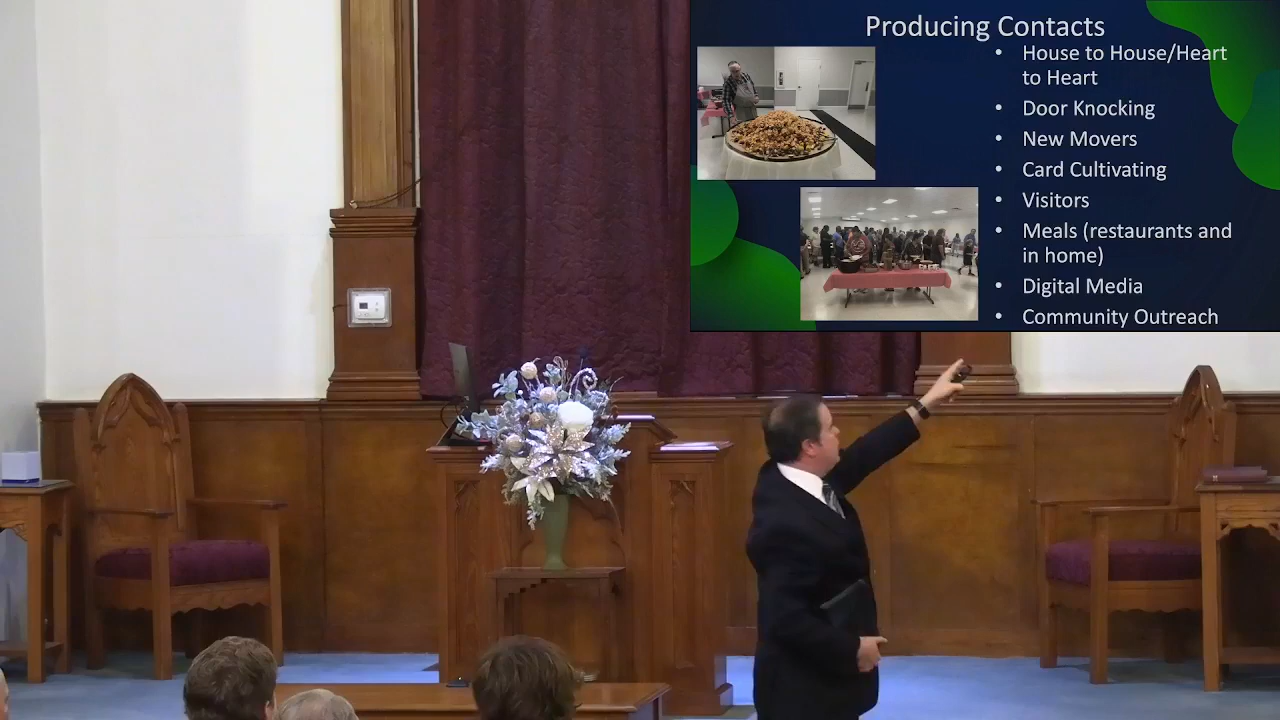 Producing Contacts
• House to House/Heart
to Heart
• Door Knocking
• New Movers
• Card Cultivating
• Visitors
• Meals (restaurants and
in home)
• Digital Media
• Community Outreach